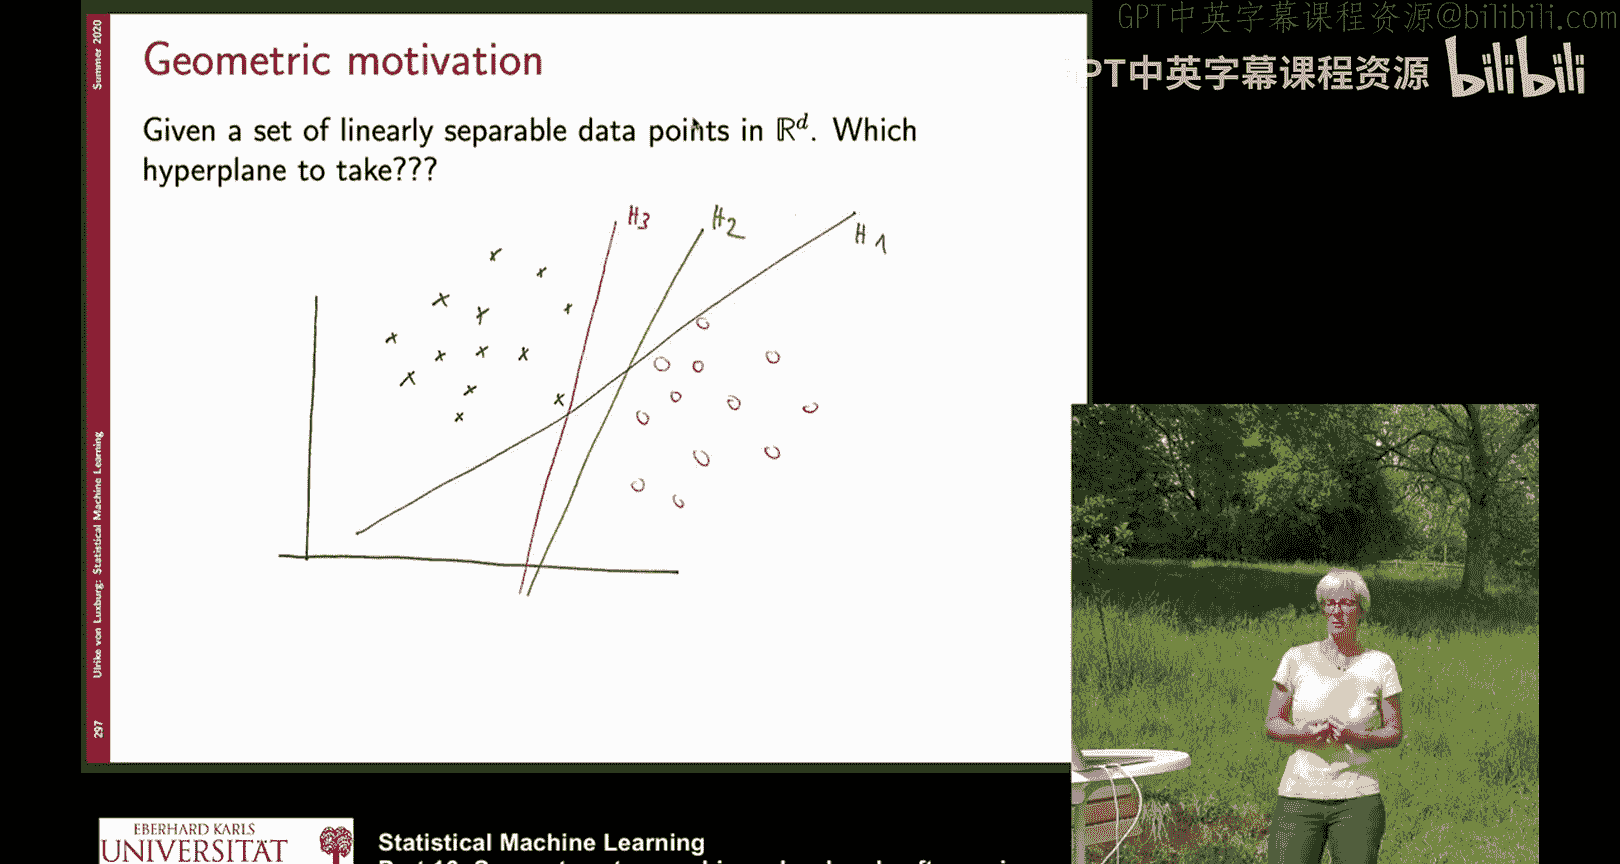 GPT中英字幕课程资源@bilibili.com
PT中英字幕课程资源 bilibili
Summer 2020
Geometric motivation
Given a set of linearly separable data points in ℝᵈ. Which
hyperplane to take???
H3
H2
H1
Ulrike von Luxburg: Statistical Machine Learning
297
EBERHARD KARLS
UNIVERSITÄT
Statistical Machine Learning